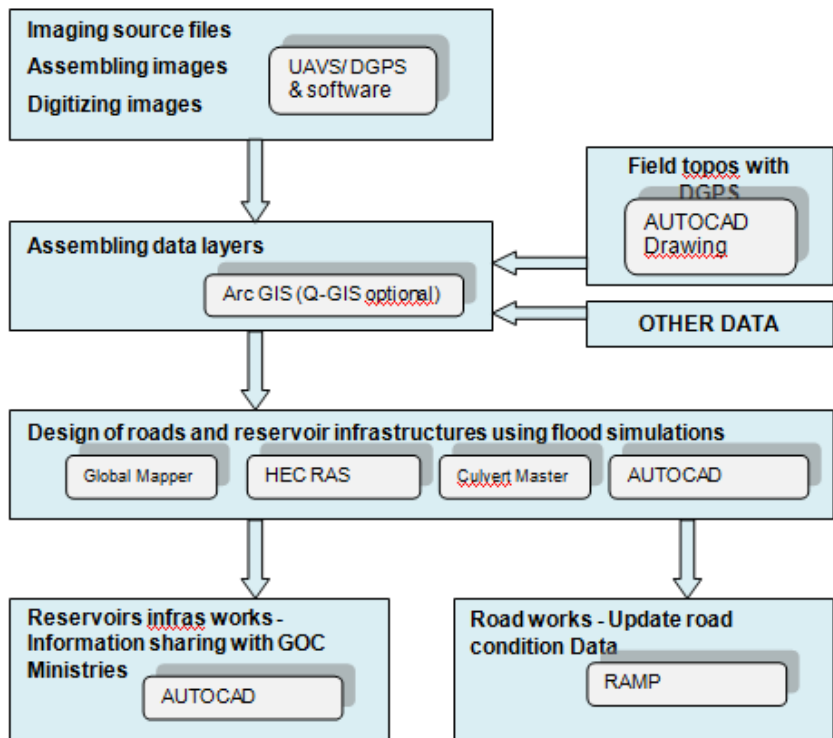 Imaging source files
Assembling images
Digitizing images
UAVS/DGPS
& software
Field topos with
DGPS
AUTOCAD
Drawing
Assembling data layers
Arc GIS (Q-GIS optional)
OTHER DATA
Design of roads and reservoir infrastructures using flood simulations
Global Mapper
HEC RAS
Culvert Master
AUTOCAD
Reservoirs infras works -
Information sharing with GOC
Ministries
AUTOCAD
Road works - Update road
condition Data
RAMP